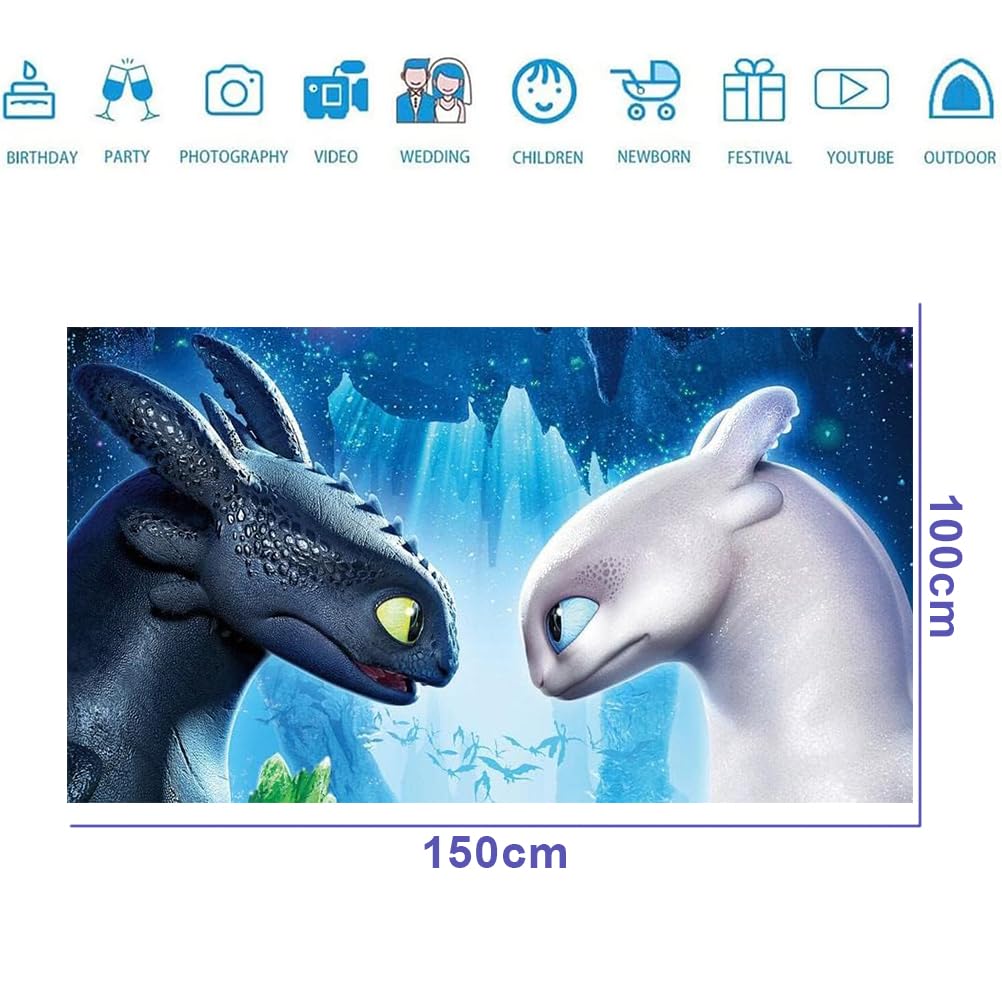 BIRTHDAY PARTY PHOTOGRAPHY VIDEO WEDDING CHILDREN NEWBORN FESTIVAL YOUTUBE OUTDOOR
100cm
150cm